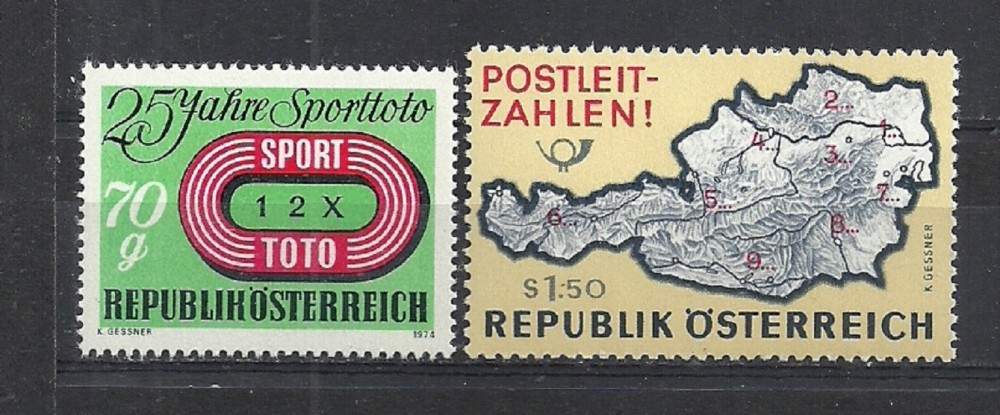 25 Jahre Sporttoto
SPORT
1 2 X
TOTO
70
g
REPUBLIK ÖSTERREICH
K. GESSNER
1974
POSTLEIT-
ZAHLEN!
2...
1...
4...
3...
5...
7...
6...
8...
9...
S 1·50
K. GESSNER
REPUBLIK ÖSTERREICH